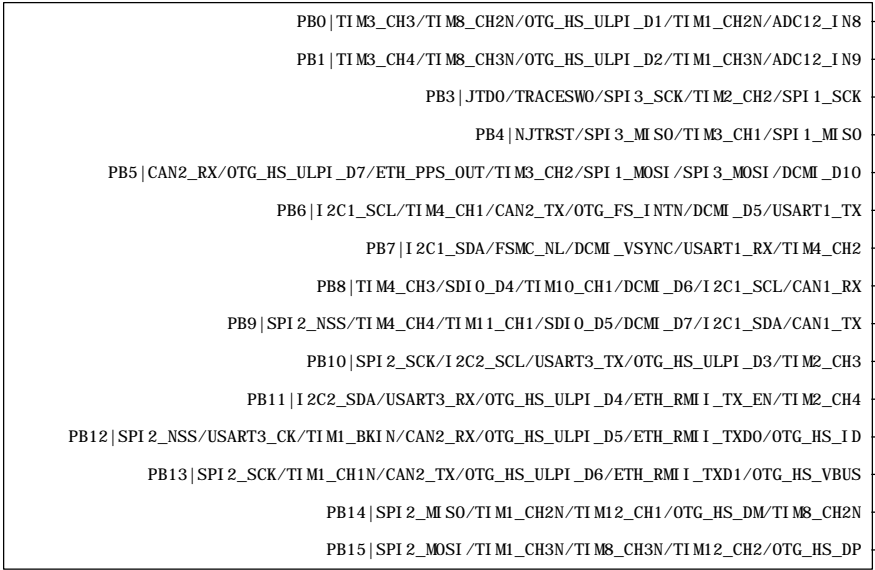 PB0|TIM3_CH3/TIM8_CH2N/OTG_HS_ULPI_D1/TIM1_CH2N/ADC12_IN8
PB1|TIM3_CH4/TIM8_CH3N/OTG_HS_ULPI_D2/TIM1_CH3N/ADC12_IN9
PB3|JTDO/TRACESWO/SPI3_SCK/TIM2_CH2/SPI1_SCK
PB4|NJTRST/SPI3_MISO/TIM3_CH1/SPI1_MISO
PB5|CAN2_RX/OTG_HS_ULPI_D7/ETH_PPS_OUT/TIM3_CH2/SPI1_MOSI/SPI3_MOSI/DCMI_D10
PB6|I2C1_SCL/TIM4_CH1/CAN2_TX/OTG_FS_INTN/DCMI_D5/USART1_TX
PB7|I2C1_SDA/FSMC_NL/DCMI_VSYNC/USART1_RX/TIM4_CH2
PB8|TIM4_CH3/SDIO_D4/TIM10_CH1/DCMI_D6/I2C1_SCL/CAN1_RX
PB9|SPI2_NSS/TIM4_CH4/TIM11_CH1/SDIO_D5/DCMI_D7/I2C1_SDA/CAN1_TX
PB10|SPI2_SCK/I2C2_SCL/USART3_TX/OTG_HS_ULPI_D3/TIM2_CH3
PB11|I2C2_SDA/USART3_RX/OTG_HS_ULPI_D4/ETH_RMII_TX_EN/TIM2_CH4
PB12|SPI2_NSS/USART3_CK/TIM1_BKIN/CAN2_RX/OTG_HS_ULPI_D5/ETH_RMII_TXD0/OTG_HS_ID
PB13|SPI2_SCK/TIM1_CH1N/CAN2_TX/OTG_HS_ULPI_D6/ETH_RMII_TXD1/OTG_HS_VBUS
PB14|SPI2_MISO/TIM1_CH2N/TIM12_CH1/OTG_HS_DM/TIM8_CH2N
PB15|SPI2_MOSI/TIM1_CH3N/TIM8_CH3N/TIM12_CH2/OTG_HS_DP